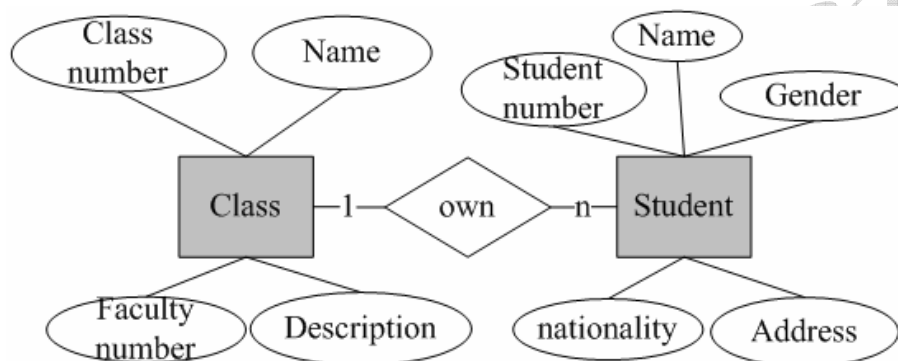 Class
number
Name
Student
number
Name
Gender
Class
1
own
n
Student
Faculty
number
Description
nationality
Address